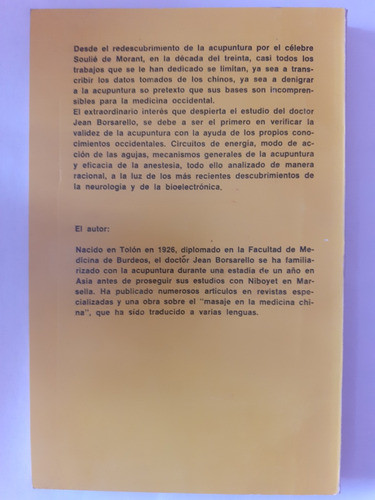 Desde el redescubrimiento de la acupuntura por el célebre
Soulié de Morant, en la década del treinta, casi todos los
trabajos que se le han dedicado se limitan, ya sea a trans-
cribir los datos tomados de los chinos, ya sea a denigrar
a la acupuntura so pretexto que sus bases son incompren-
sibles para la medicina occidental.
El extraordinario interés que despierta el estudio del doctor
Jean Borsarello, se debe a ser el primero en verificar la
validez de la acupuntura con la ayuda de los propios cono-
cimientos occidentales. Circuitos de energía, modo de ac-
ción de las agujas, mecanismos generales de la acupuntura
y eficacia de la anestesia, todo ello analizado de manera
racional, a la luz de los más recientes descubrimientos de
la neurología y de la bioelectrónica.
El autor:
Nacido en Tolón en 1926, diplomado en la Facultad de Me-
dicina de Burdeos, el doctor Jean Borsarello se ha familia-
rizado con la acupuntura durante una estadía de un año en
Asia antes de proseguir sus estudios con Niboyet en Mar-
sella. Ha publicado numerosos artículos en revistas espe-
cializadas y una obra sobre el "masaje en la medicina chi-
na", que ha sido traducido a varias lenguas.